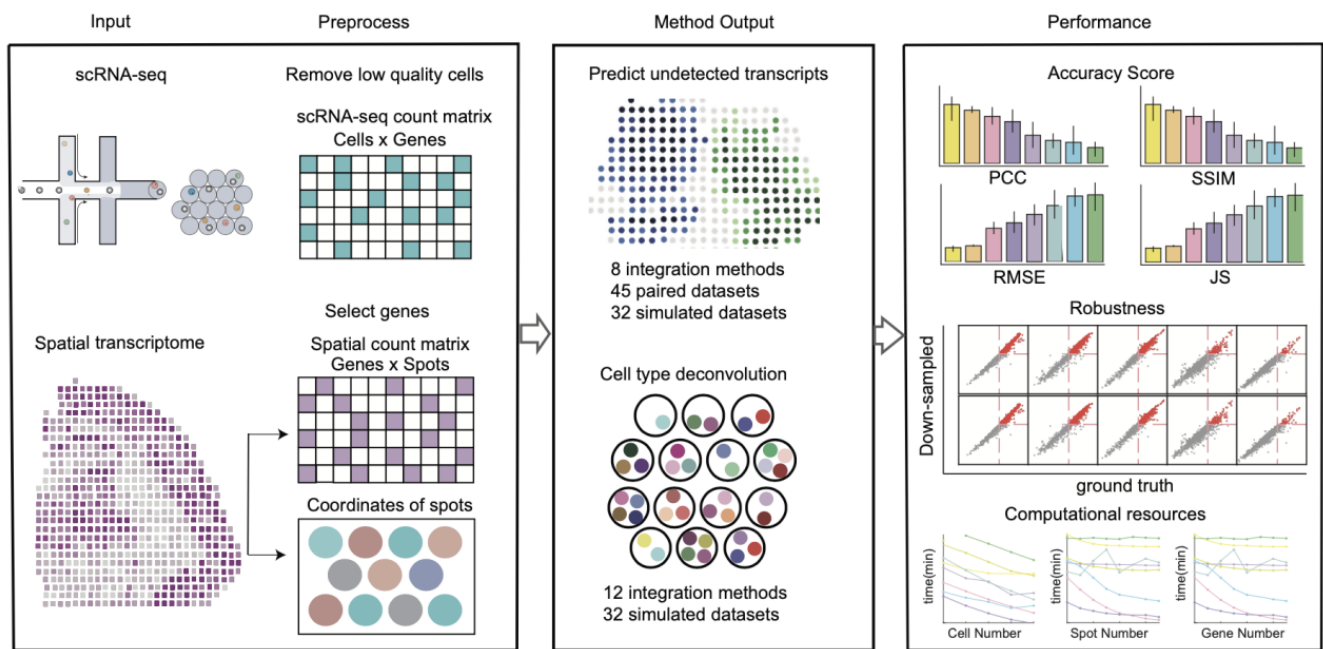 Input
Preprocess
Method Output
Performance
scRNA-seq
Remove low quality cells
scRNA-seq count matrix
Cells x Genes
Select genes
Spatial transcriptome
Spatial count matrix
Genes x Spots
Coordinates of spots
Predict undetected transcripts
8 integration methods
45 paired datasets
32 simulated datasets
Cell type deconvolution
12 integration methods
32 simulated datasets
Accuracy Score
PCC
SSIM
RMSE
JS
Robustness
Down-sampled
ground truth
Computational resources
time(min)
Cell Number
time(min)
Spot Number
time(min)
Gene Number